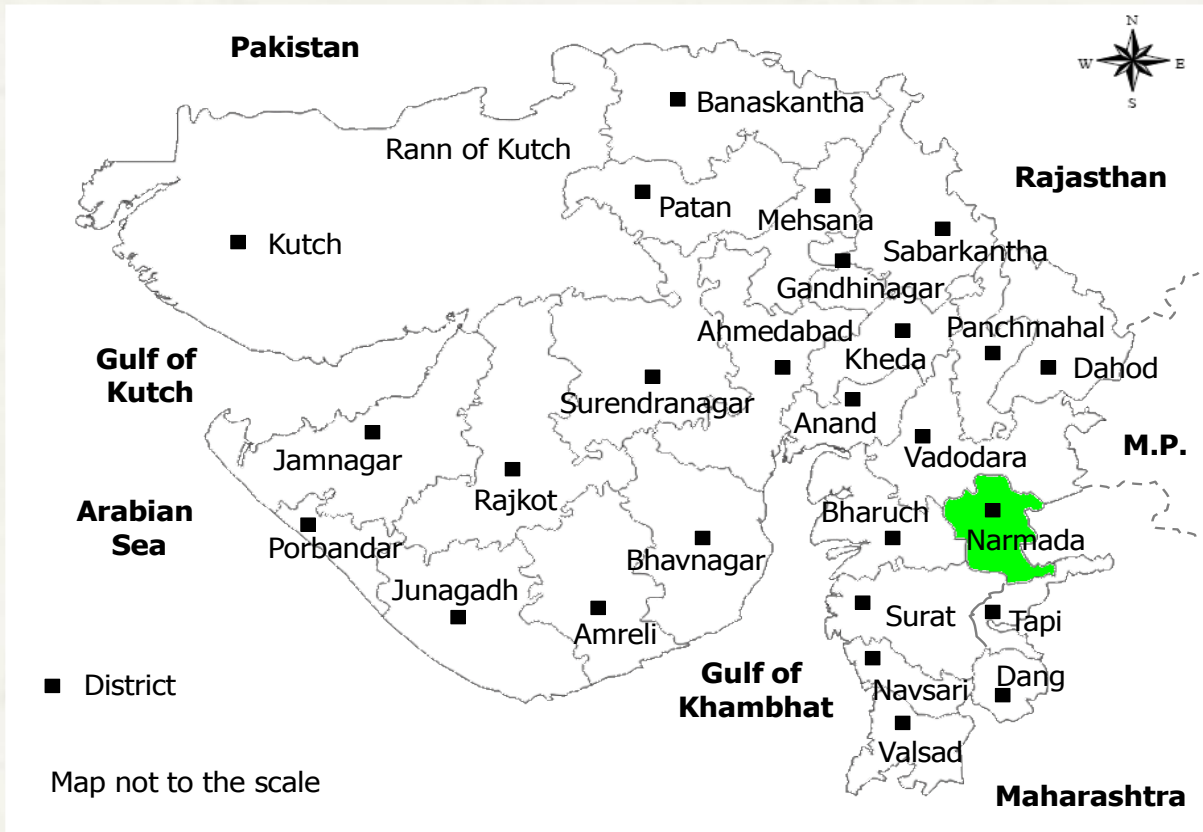 Pakistan
N
W E
S
Banaskantha
Rann of Kutch
Rajasthan
Patan
Mehsana
Kutch
Sabarkantha
Gandhinagar
Ahmedabad
Panchmahal
Gulf of
Kutch
Kheda
Dahod
Surendranagar
Anand
Jamnagar
Vadodara
M.P.
Rajkot
Arabian
Sea
Bharuch
Porbandar
Narmada
Bhavnagar
Junagadh
Amreli
Surat
Tapi
Gulf of
Khambhat
Dang
District
Navsari
Valsad
Map not to the scale
Maharashtra